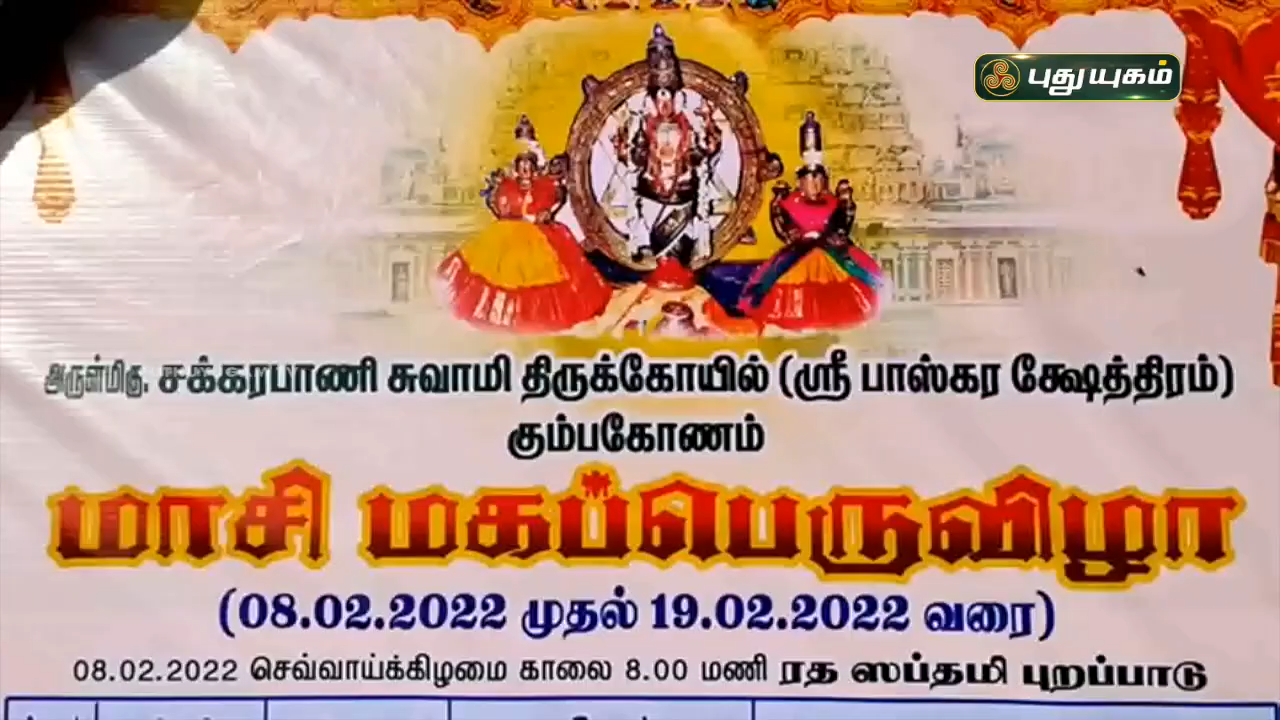 புதுயுகம்
அருள்மிகு. சக்கரபாணி சுவாமி திருக்கோயில் (ஸ்ரீ பாஸ்கர க்ஷேத்திரம்)
கும்பகோணம்
மாசி மகப்பெருவிழா
(08.02.2022 முதல் 19.02.2022 வரை)
08.02.2022 செவ்வாய்க்கிழமை காலை 8.00 மணி ரத ஸப்தமி புறப்பாடு